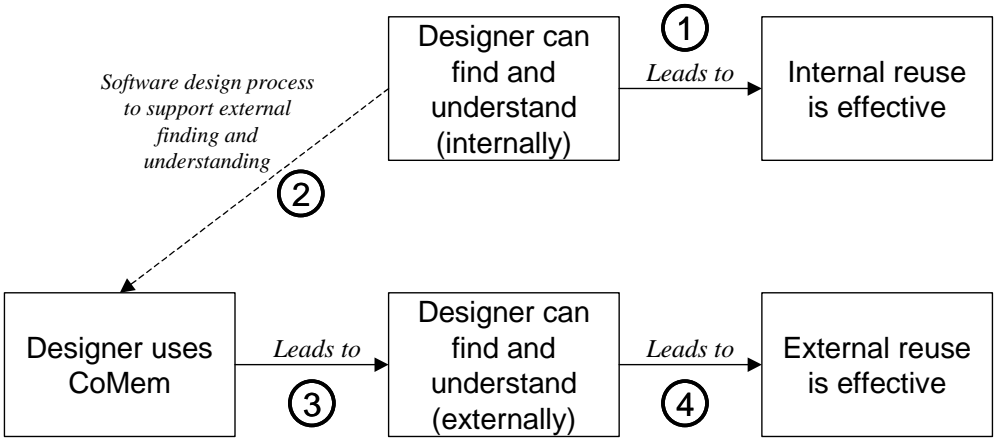 Designer can
find and
understand
(internally)
1
Leads to
Internal reuse
is effective
Software design process
to support external
finding and
understanding
2
Designer uses
CoMem
Leads to
3
Designer can
find and
understand
(externally)
Leads to
4
External reuse
is effective